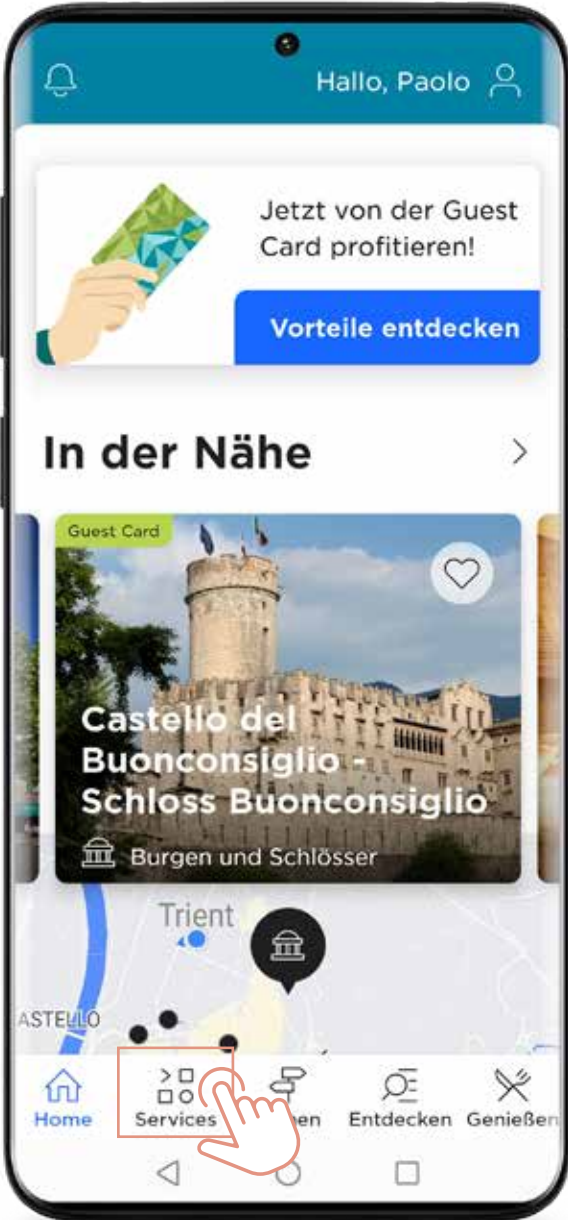 Hallo, Paolo
Jetzt von der Guest
Card profitieren!
Vorteile entdecken
In der Nähe
Guest Card
Castello del
Buonconsiglio -
Schloss Buonconsiglio
Burgen und Schlösser
Trient
ASTELLO
Home
Services
en
Entdecken
Genießen